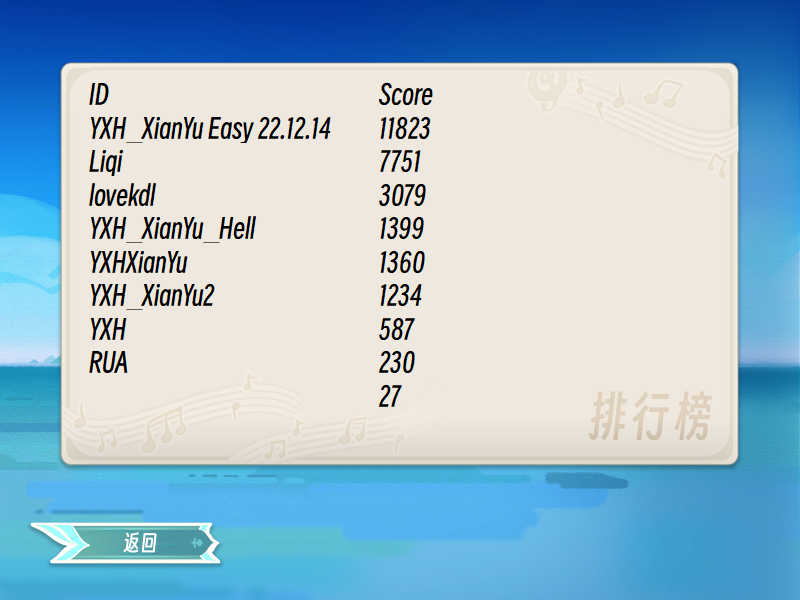 ID Score
YXH_XianYu Easy 22.12.14 11823
Liqi 7751
lovekdl 3079
YXH_XianYu_Hell 1399
YXHXianYu 1360
YXH_XianYu2 1234
YXH 587
RUA 230
27
排行榜
返回